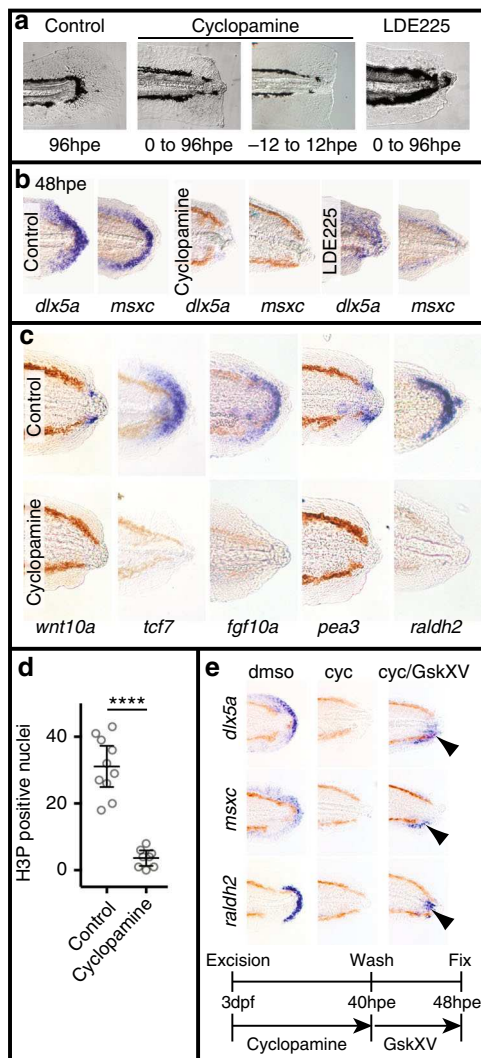 a
Control
Cyclopamine
LDE225
96hpe
0 to 96hpe
–12 to 12hpe
0 to 96hpe
b
48hpe
Control
Cyclopamine
LDE225
dlx5a
msxc
dlx5a
msxc
dlx5a
msxc
c
Control
Cyclopamine
wnt10a
tcf7
fgf10a
pea3
raldh2
d
****
H3P positive nuclei
40
20
0
Control
Cyclopamine
e
dmso
cyc
cyc/GskXV
dlx5a
msxc
raldh2
Excision
Wash
Fix
3dpf
40hpe
48hpe
Cyclopamine
GskXV